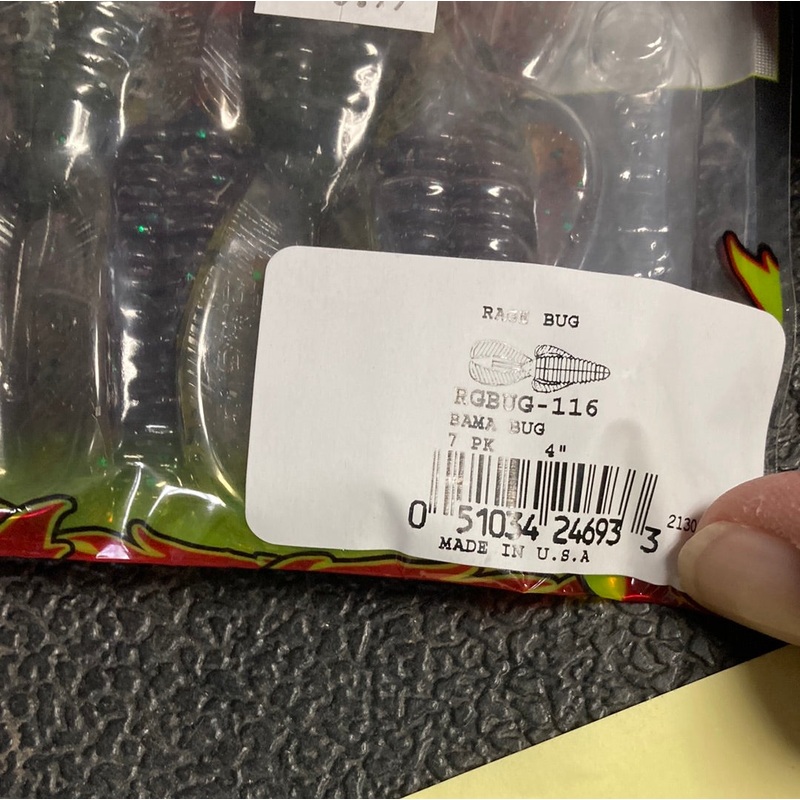 RAGE BUG
RGBUG-116
BAMA BUG
7 PK 4"
0 51034 24693 3
2130
MADE IN U.S.A